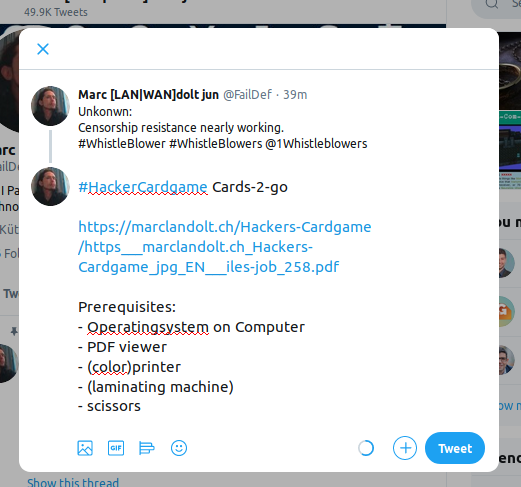 49.9K Tweets
Marc [LAN|WAN]dolt jun @FailDef · 39m
Unkonwn:
Censorship resistance nearly working.
#WhistleBlower #WhistleBlowers @1Whistleblowers
#HackerCardgame Cards-2-go
https://marclandolt.ch/Hackers-Cardgame
/https___marclandolt.ch_Hackers-
Cardgame_jpg_EN___iles-job_258.pdf
Prerequisites:
- Operatingsystem on Computer
- PDF viewer
- (color)printer
- (laminating machine)
- scissors
GIF
Tweet
Show this thread